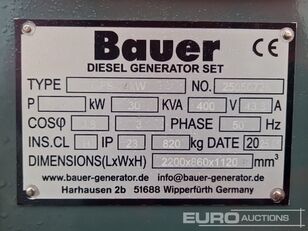 Bauer
CE
DIESEL GENERATOR SET
TYPE NO.
P kW 30 KVA 400 V A
COSφ PHASE 50 Hz
INS.CL H IP 23 820 kg DATE 20
DIMENSIONS(LxWxH) 2200x860x1120 mm³
www.bauer-generator.de info@bauer-generator.de
Harhausen 2b 51688 Wipperfürth Germany
EURO AUCTIONS